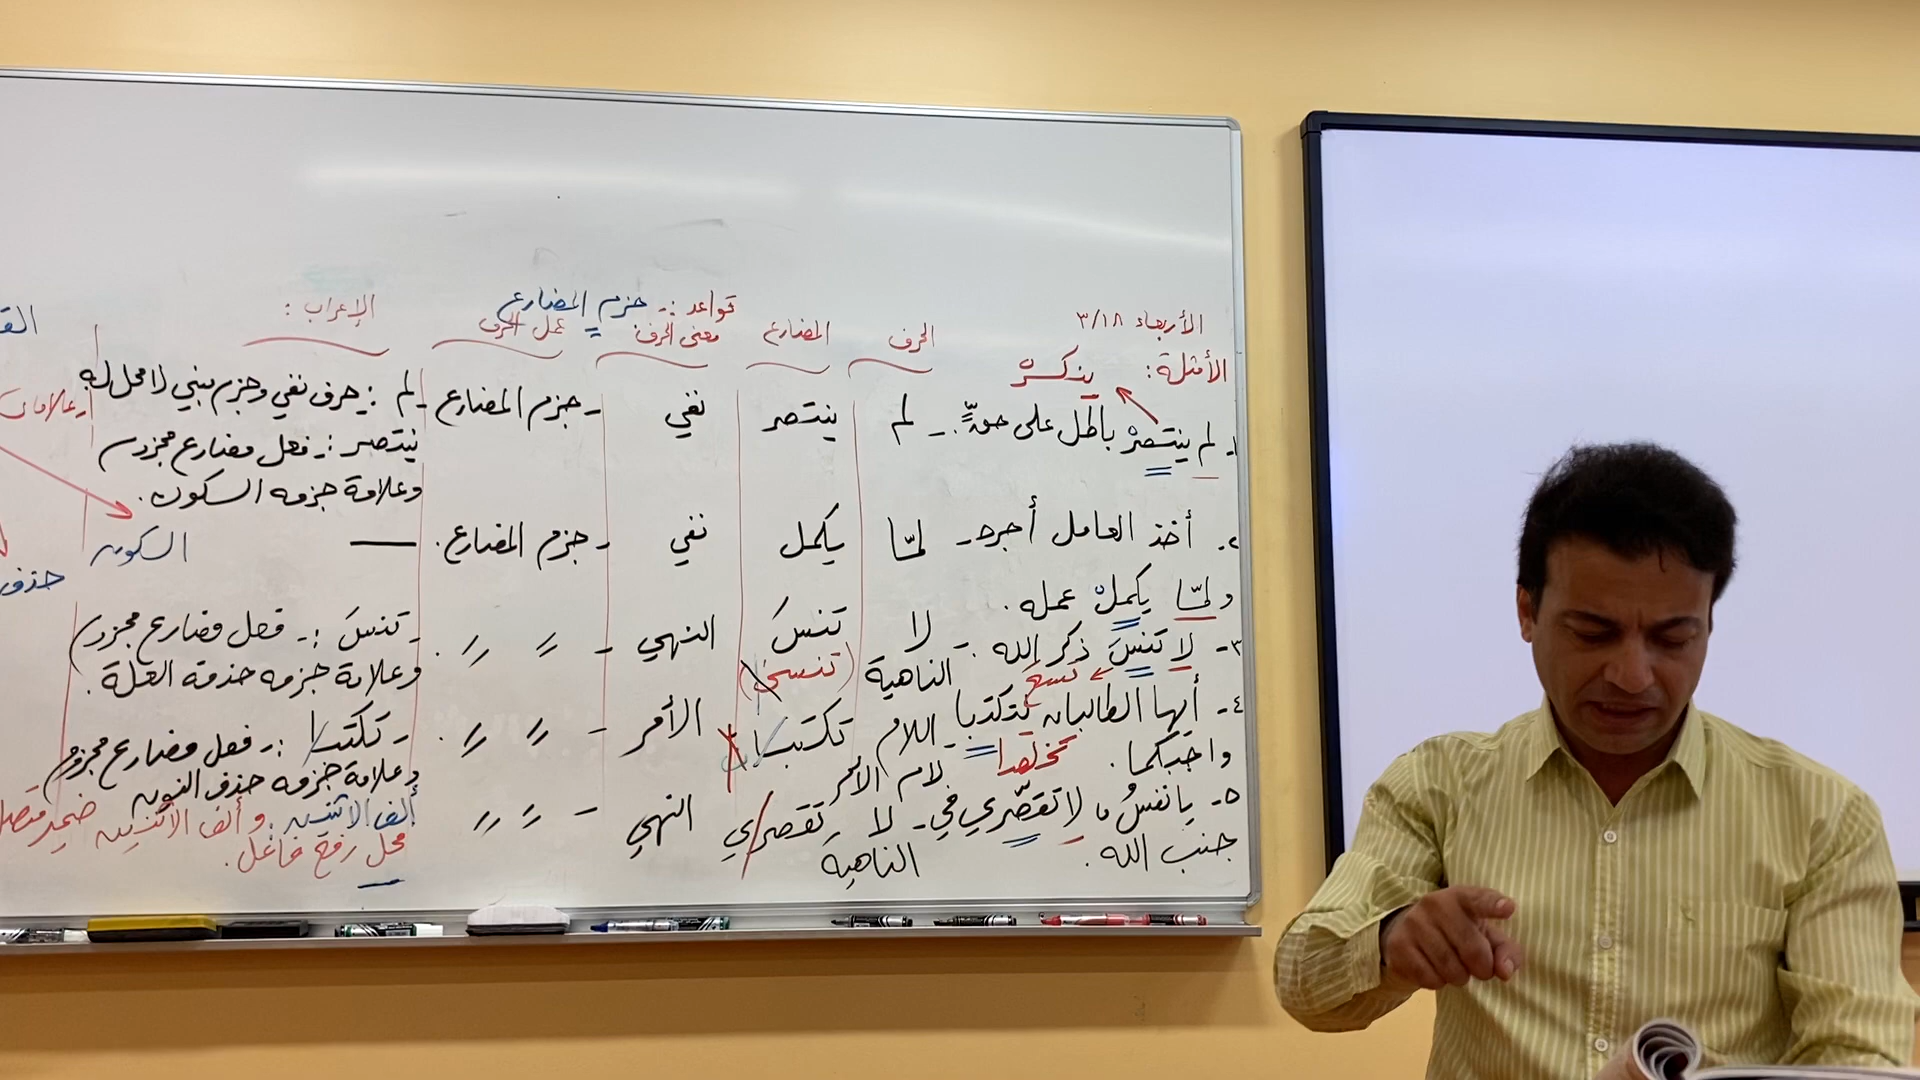 قواعد :- جزم المضارع
الأربعاء ٣/١٨
الأمثلة:
يذكرْ
الحرف
المضارع
معنى الحرف
عمل الحرف
الإعراب :
١- لم ينتصرْ باطل على حقٍّ. -
لم
ينتصر
نفي
- جزم المضارع
- لم :- حرف نفي وجزم مبني لا محل له
ينتصر :- فعل مضارع مجزوم
وعلامة جزمه السكون.
٢- أخذ العامل أجره -
ولمّا يكملْ عمله.
لمّا
يكمل
نفي
- جزم المضارع.
٣- لا تنسَ ذكر الله . -
لا
الناهية
تنسَ
(تنسى)
النهي
- 〃 〃 .
- تنسَ :- فعل مضارع مجزوم
وعلامة جزمه حذف العلة.
٤- أيها الطالبان لتكتبا -
واجبكما.
اللام
لام الأمر
تكتبان
الأمر
- 〃 〃 .
- تكتبا :- فعل مضارع مجزوم
وعلامة جزمه حذف النون
ألف الاثنين. وألف الاثنين ضمير متصل
محل رفع فاعل.
٥- يا نفسُ، لا تقصّري في -
جنب الله .
لا
الناهية
تقصري
النهي
- 〃 〃
السكون
حذف